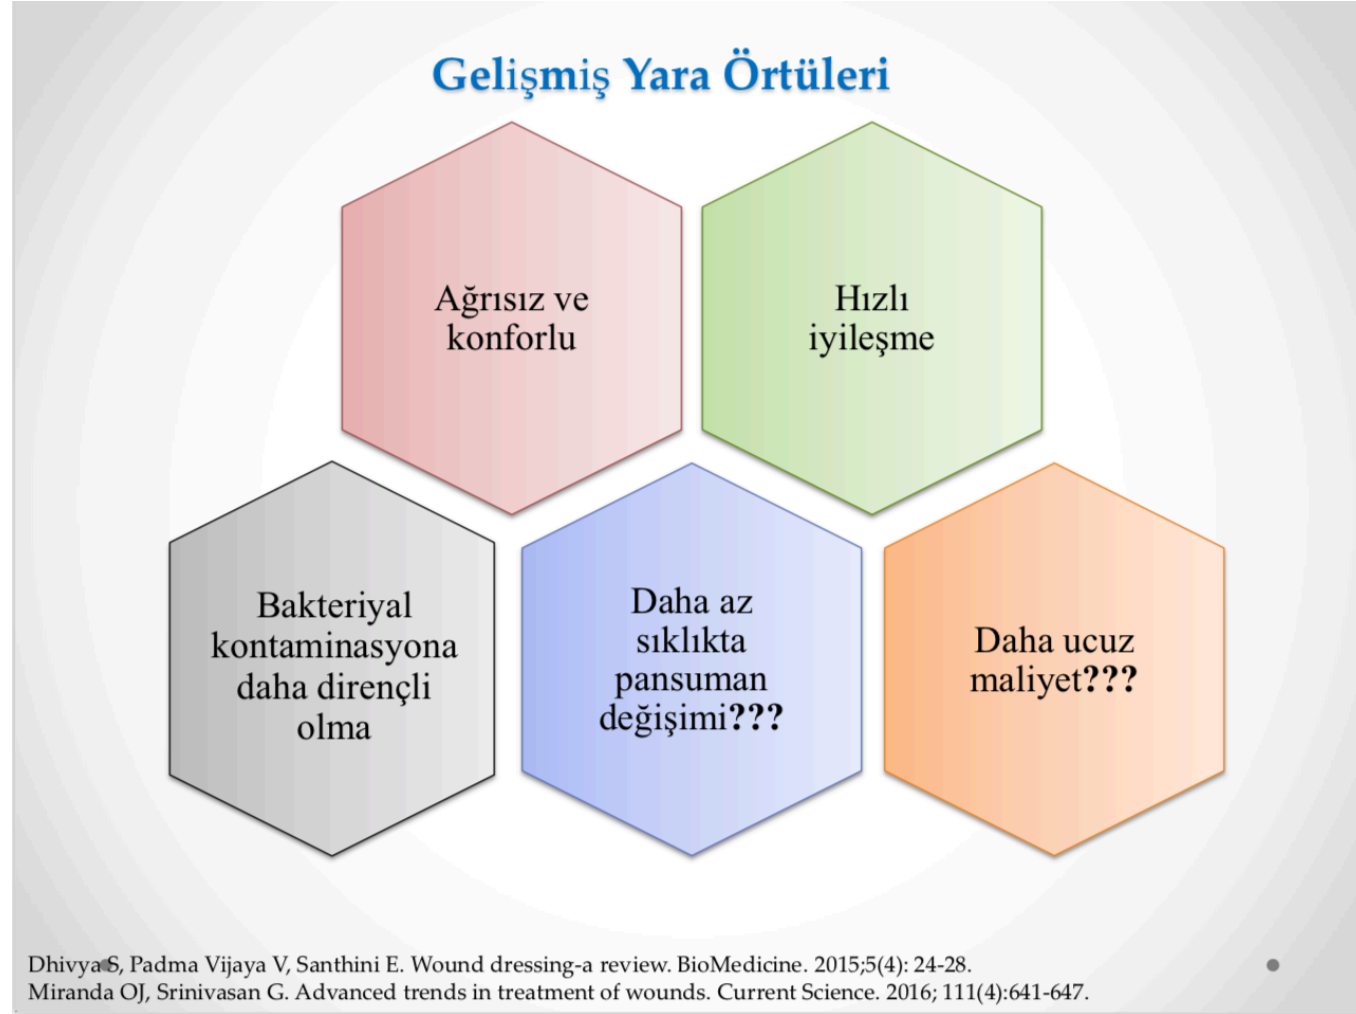 Gelişmiş Yara Örtüleri
Ağrısız ve
konforlu
Hızlı
iyileşme
Bakteriyal
kontaminasyona
daha dirençli
olma
Daha az
sıklıkta
pansuman
değişimi???
Daha ucuz
maliyet???
Dhivya S, Padma Vijaya V, Santhini E. Wound dressing-a review. BioMedicine. 2015;5(4): 24-28.
Miranda OJ, Srinivasan G. Advanced trends in treatment of wounds. Current Science. 2016; 111(4):641-647.